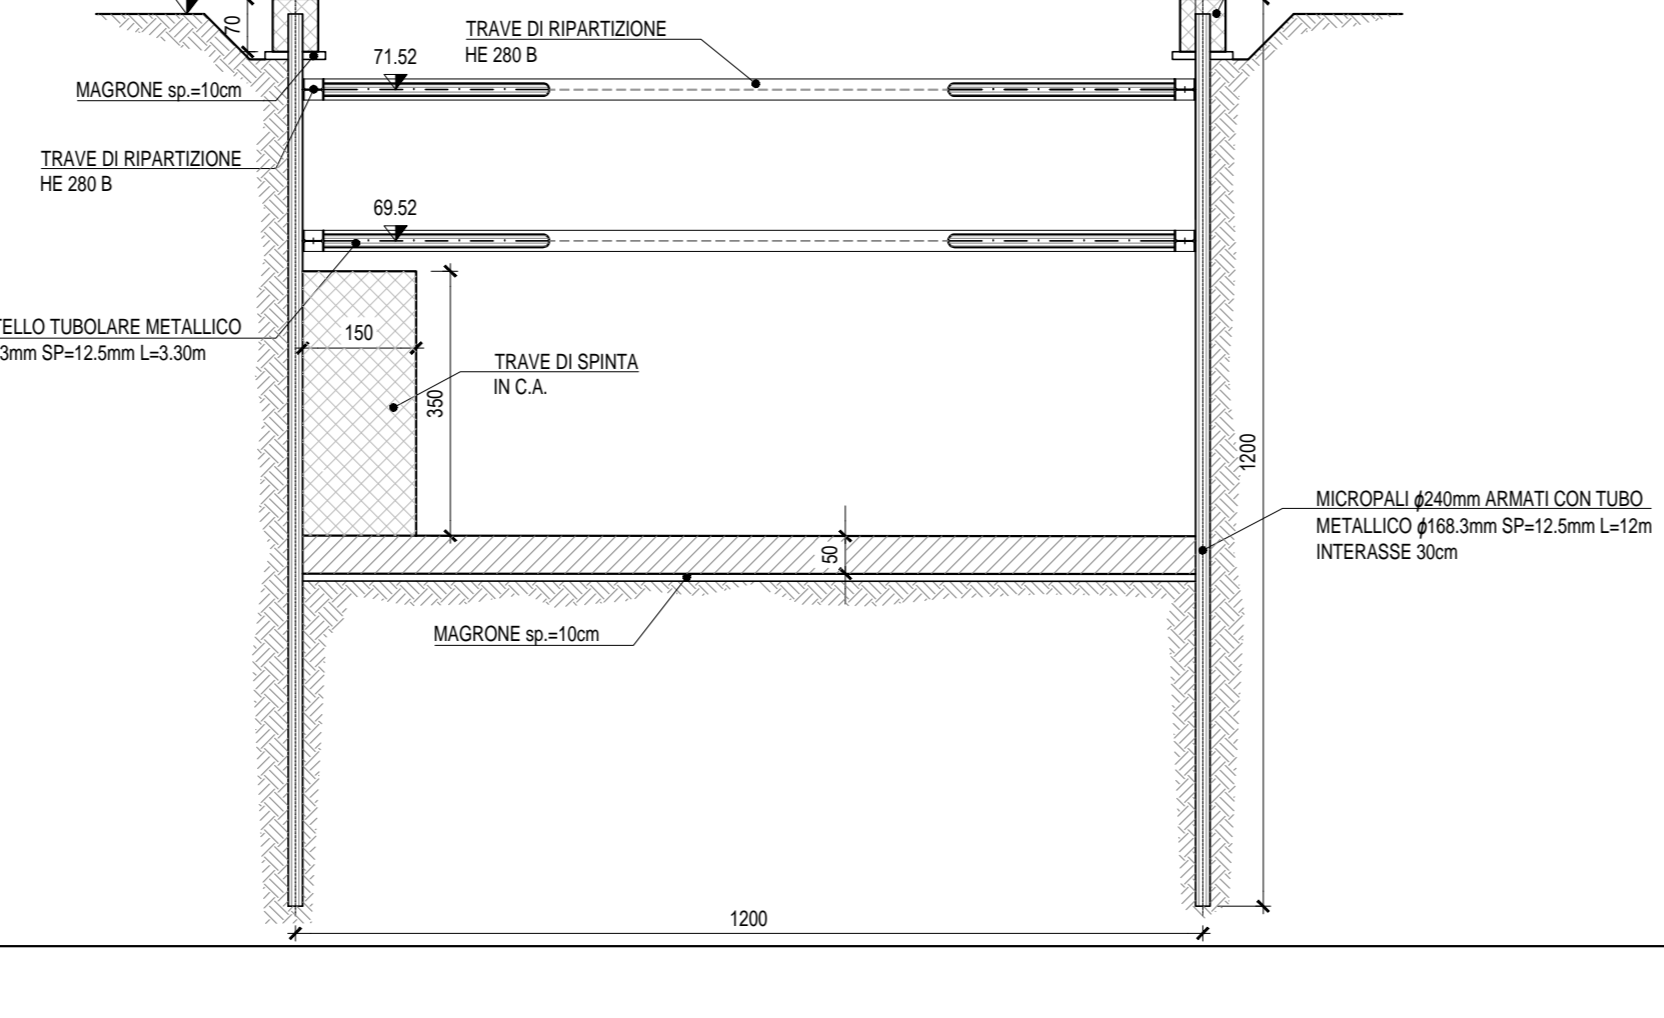 70
TRAVE DI RIPARTIZIONE
HE 280 B
71.52
MAGRONE sp.=10cm
TRAVE DI RIPARTIZIONE
HE 280 B
69.52
TELLO TUBOLARE METALLICO
3mm SP=12.5mm L=3.30m
150
TRAVE DI SPINTA
IN C.A.
350
1200
MICROPALI ϕ240mm ARMATI CON TUBO
METALLICO ϕ168.3mm SP=12.5mm L=12m
INTERASSE 30cm
50
MAGRONE sp.=10cm
1200